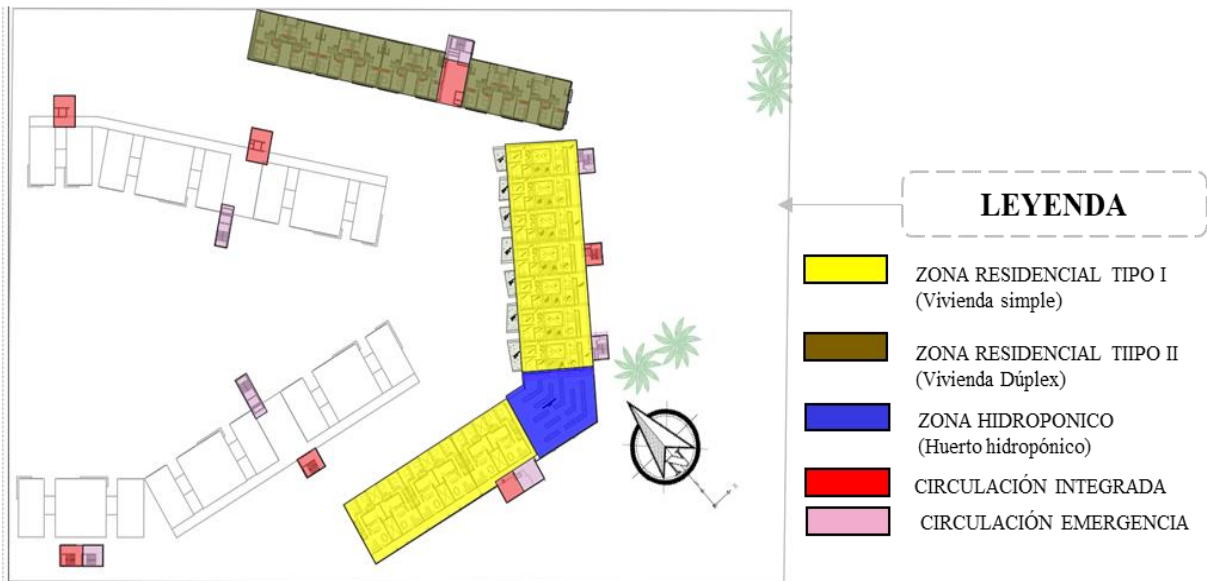 LEYENDA
ZONA RESIDENCIAL TIPO I
(Vivienda simple)
ZONA RESIDENCIAL TIIPO II
(Vivienda Dúplex)
ZONA HIDROPONICO
(Huerto hidropónico)
CIRCULACIÓN INTEGRADA
CIRCULACIÓN EMERGENCIA
N